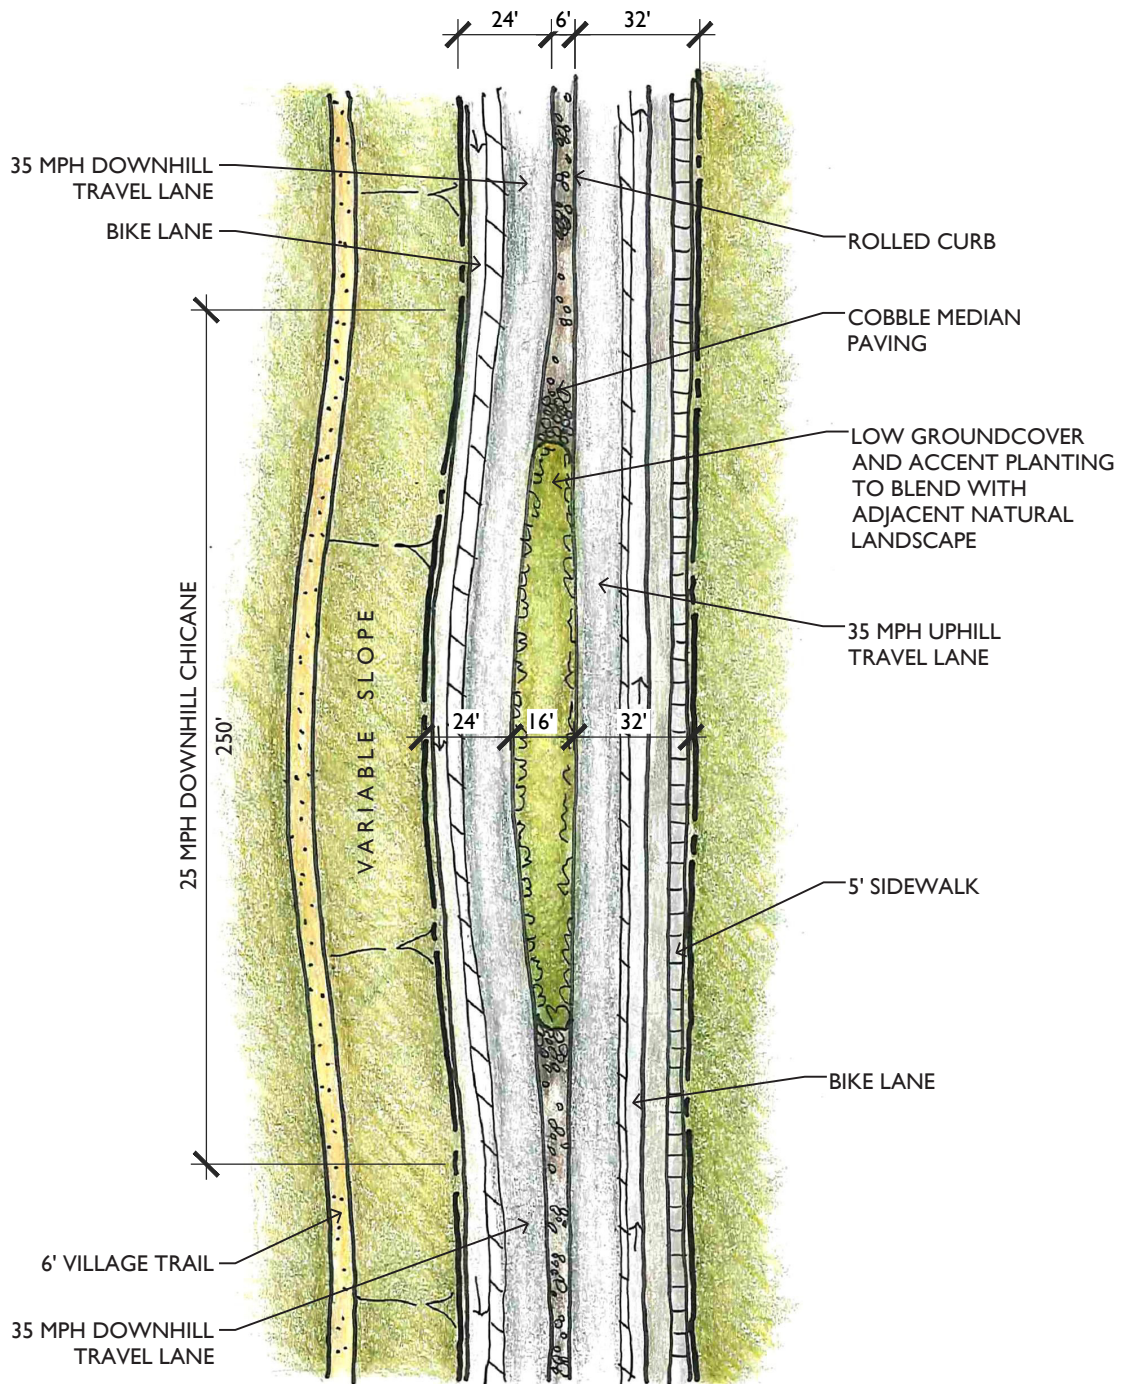 24'
6'
32'
35 MPH DOWNHILL
TRAVEL LANE
BIKE LANE
ROLLED CURB
COBBLE MEDIAN
PAVING
LOW GROUNDCOVER
AND ACCENT PLANTING
TO BLEND WITH
ADJACENT NATURAL
LANDSCAPE
25 MPH DOWNHILL CHICANE
250'
VARIABLE SLOPE
35 MPH UPHILL
TRAVEL LANE
24'
16'
32'
5' SIDEWALK
BIKE LANE
6' VILLAGE TRAIL
35 MPH DOWNHILL
TRAVEL LANE